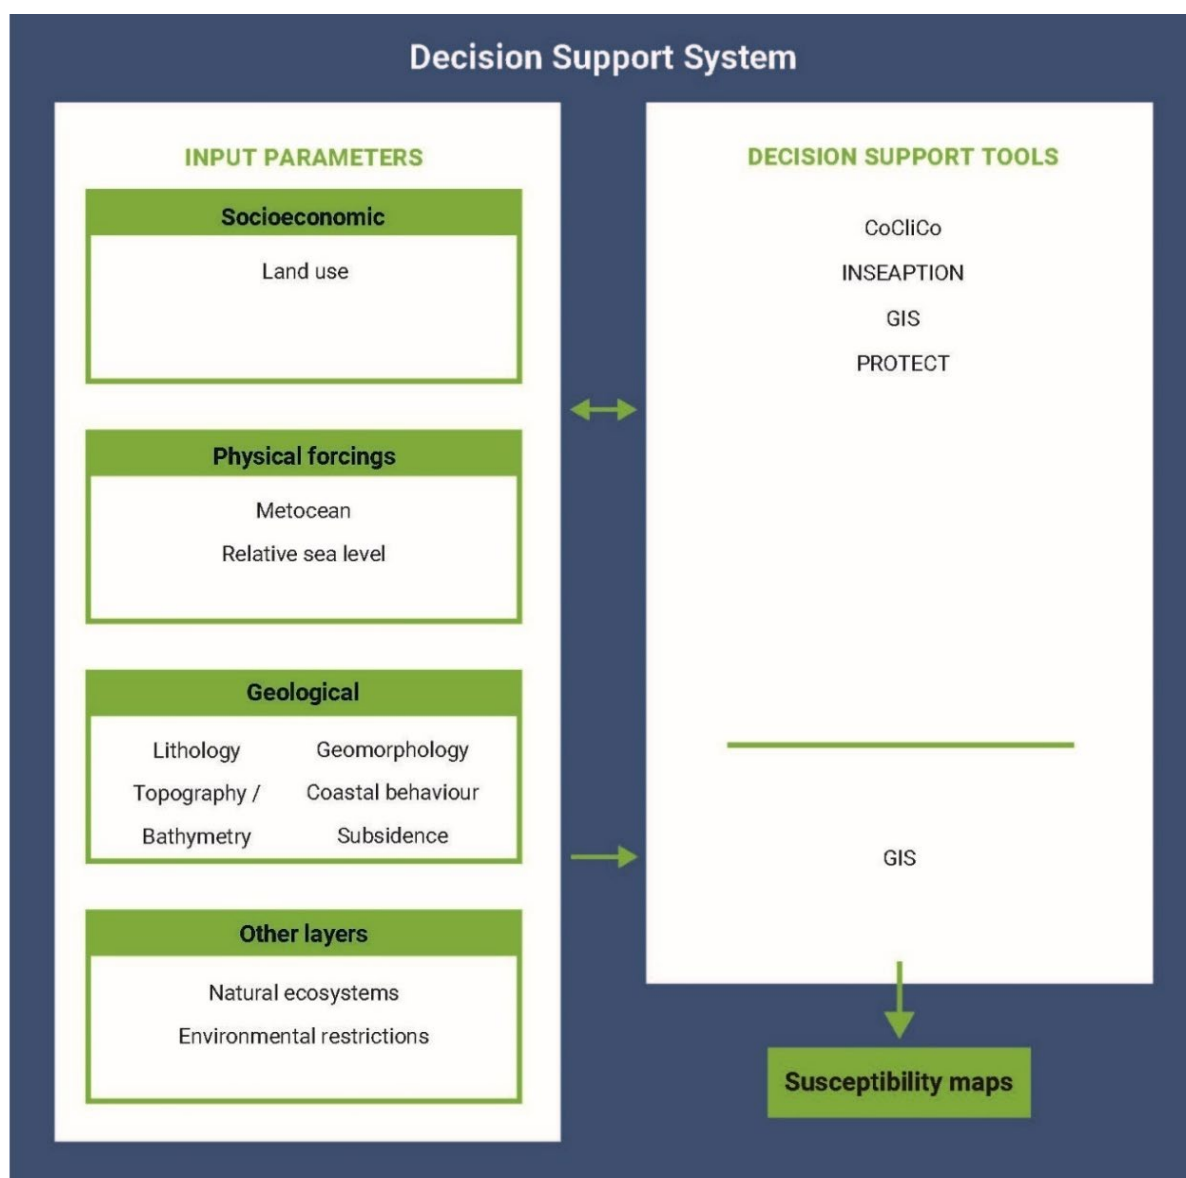 Decision Support System
INPUT PARAMETERS
Socioeconomic
Land use
Physical forcings
Metocean
Relative sea level
Geological
Lithology
Topography /
Bathymetry
Geomorphology
Coastal behaviour
Subsidence
Other layers
Natural ecosystems
Environmental restrictions
DECISION SUPPORT TOOLS
CoCliCo
INSEAPTION
GIS
PROTECT
GIS
Susceptibility maps